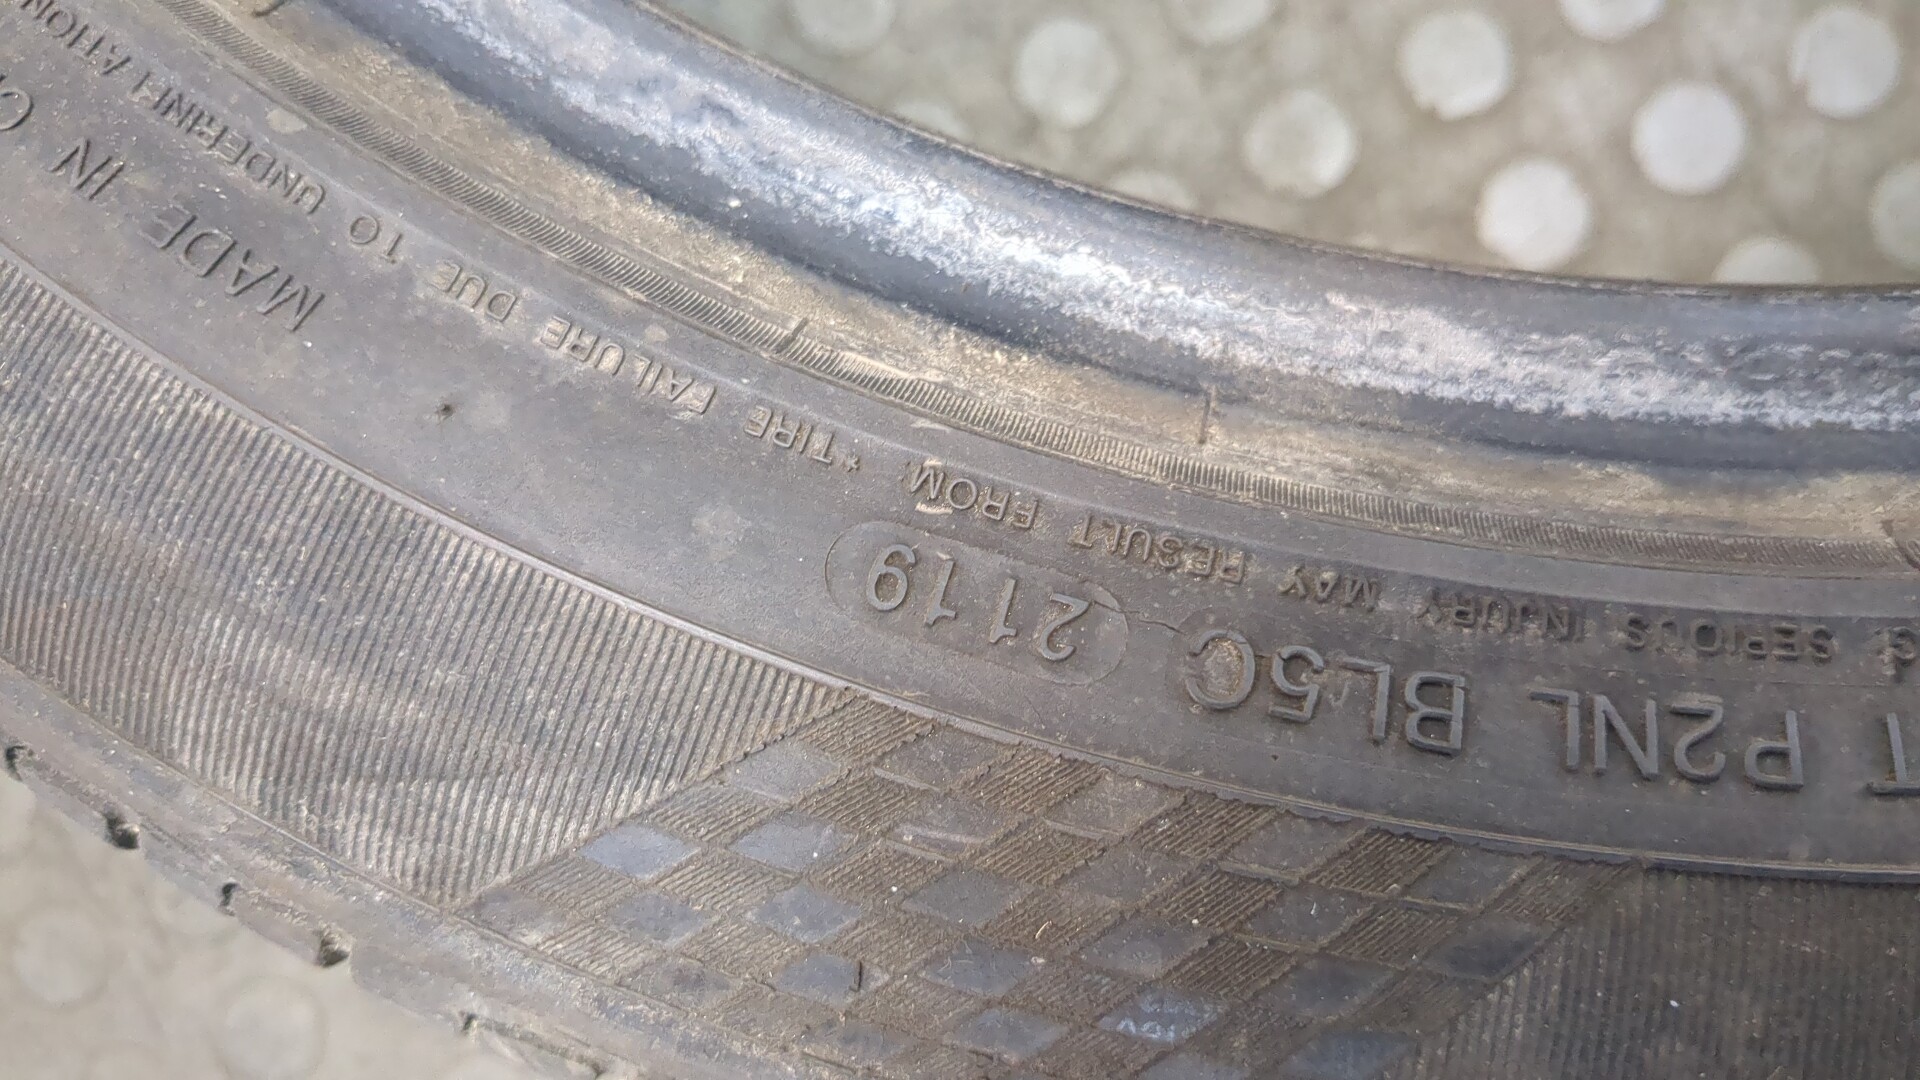 T P2NL BL5C 2119
G. SERIOUS INJURY MAY RESULT FROM:
*TIRE FAILURE DUE TO UNDERINFLATION
MADE IN